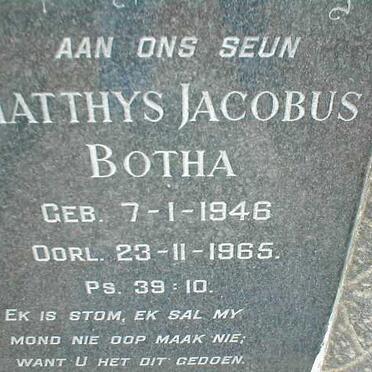 AAN ONS SEUN
MATTHYS JACOBUS
BOTHA
GEB. 7-1-1946
OORL. 23-11-1965.
PS. 39:10.
EK IS STOM, EK SAL MY
MOND NIE OOP MAAK NIE;
WANT U HET DIT GEDOEN.